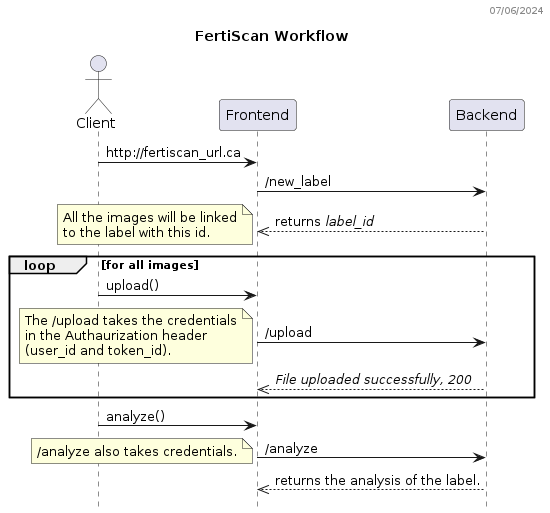 07/06/2024
FertiScan Workflow
Client
Frontend
Backend
http://fertiscan_url.ca
/new_label
All the images will be linked
to the label with this id.
returns label_id
loop
[for all images]
upload()
The /upload takes the credentials
in the Authaurization header
(user_id and token_id).
/upload
File uploaded successfully, 200
analyze()
/analyze also takes credentials.
/analyze
returns the analysis of the label.